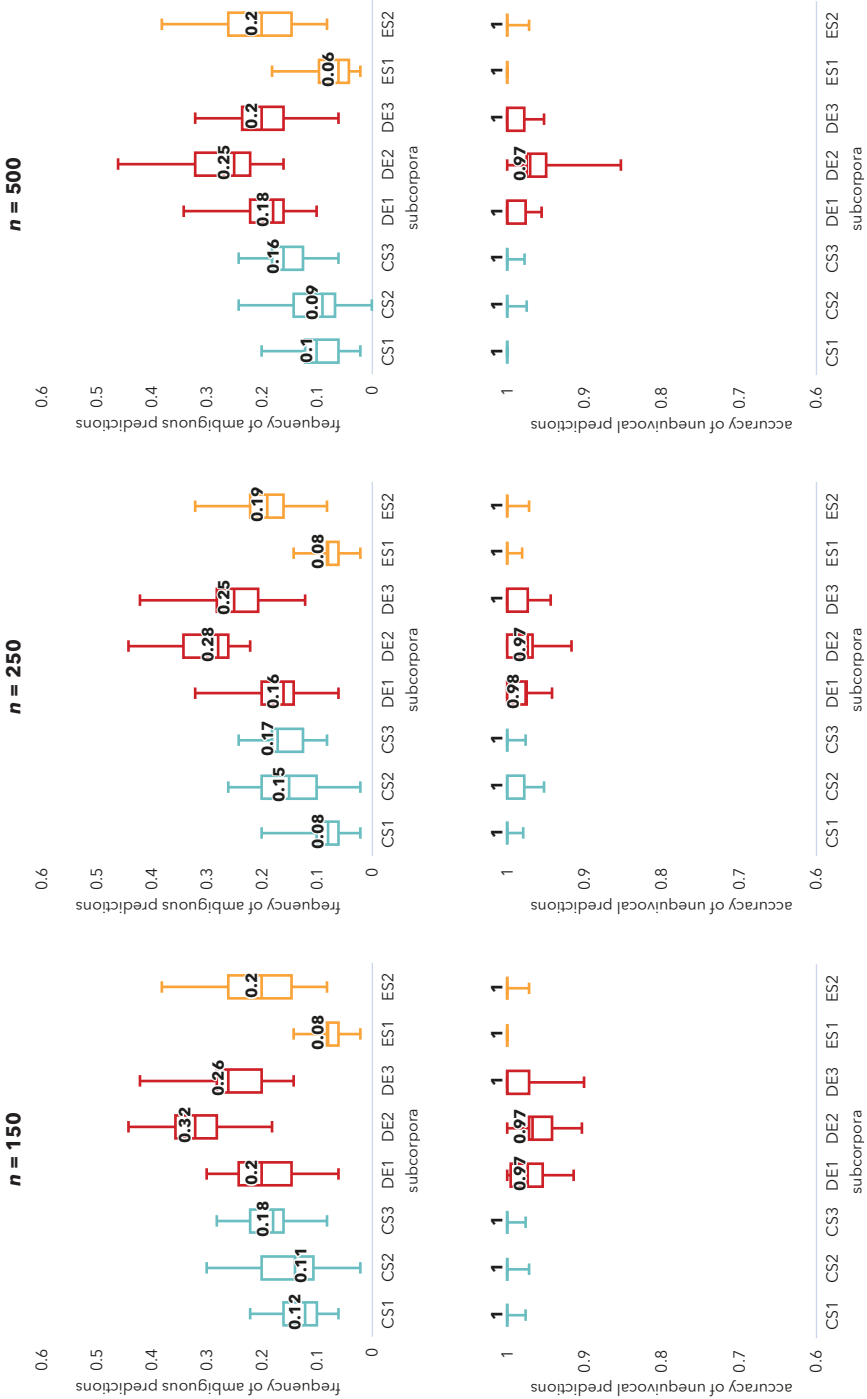 n = 150
0.6
0.5
0.4
0.3
0.2
0.1
0
frequency of ambiguous predictions
0.12 0.11 0.18 0.2 0.32 0.26 0.08 0.2
CS1 CS2 CS3 DE1 DE2 DE3 ES1 ES2
subcorpora
1
0.9
0.8
0.7
0.6
accuracy of unequivocal predictions
1 1 1 0.97 0.97 1 1 1
CS1 CS2 CS3 DE1 DE2 DE3 ES1 ES2
subcorpora
n = 250
0.6
0.5
0.4
0.3
0.2
0.1
0
frequency of ambiguous predictions
0.08 0.15 0.17 0.16 0.28 0.25 0.08 0.19
CS1 CS2 CS3 DE1 DE2 DE3 ES1 ES2
subcorpora
1
0.9
0.8
0.7
0.6
accuracy of unequivocal predictions
1 1 1 0.98 0.97 1 1 1
CS1 CS2 CS3 DE1 DE2 DE3 ES1 ES2
subcorpora
n = 500
0.6
0.5
0.4
0.3
0.2
0.1
0
frequency of ambiguous predictions
0.1 0.09 0.16 0.18 0.25 0.2 0.06 0.2
CS1 CS2 CS3 DE1 DE2 DE3 ES1 ES2
subcorpora
1
0.9
0.8
0.7
0.6
accuracy of unequivocal predictions
1 1 1 1 0.97 1 1 1
CS1 CS2 CS3 DE1 DE2 DE3 ES1 ES2
subcorpora